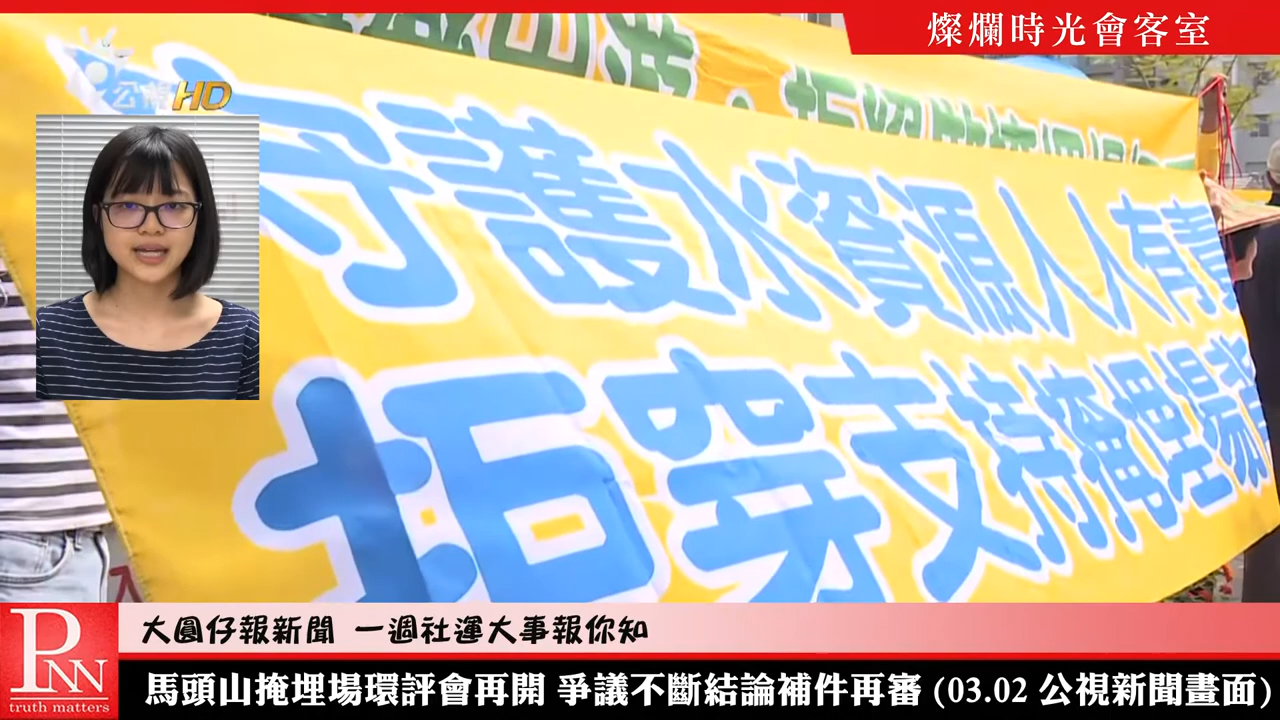 燦爛時光會客室
公視HD
守護水資源人人有責
支持掩埋場
大圓仔報新聞 一週社運大事報你知
PNN
truth matters
馬頭山掩埋場環評會再開 爭議不斷結論補件再審 (03.02 公視新聞畫面)